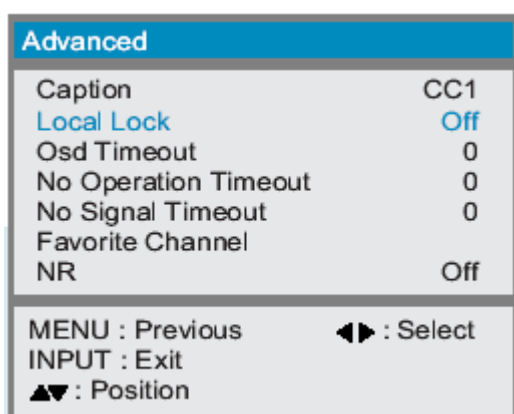 Advanced
Caption CC1
Local Lock Off
Osd Timeout 0
No Operation Timeout 0
No Signal Timeout 0
Favorite Channel
NR Off
MENU : Previous ◀▶ : Select
INPUT : Exit
▲▼ : Position